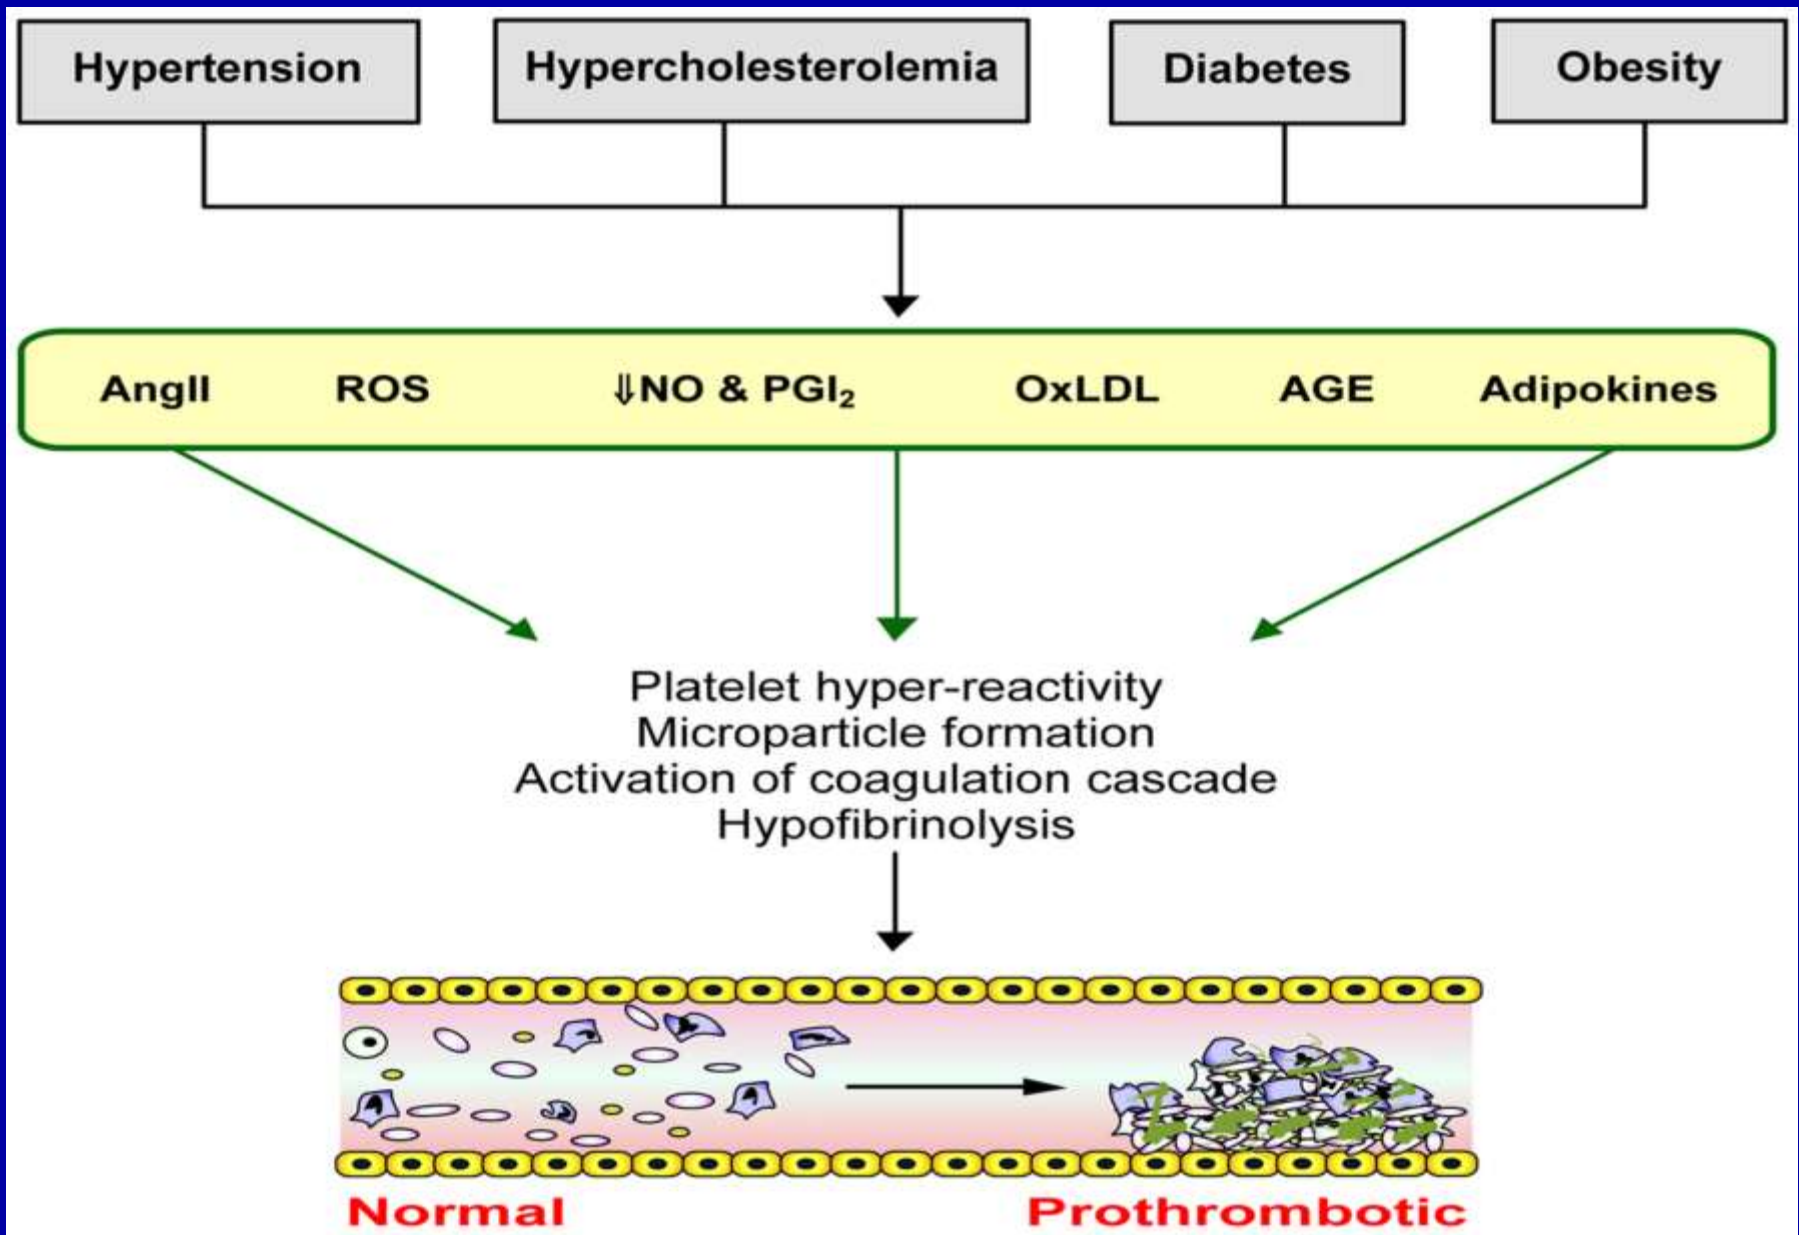 Hypertension
Hypercholesterolemia
Diabetes
Obesity
AngII ROS ⇓NO & PGI₂ OxLDL AGE Adipokines
Platelet hyper-reactivity
Microparticle formation
Activation of coagulation cascade
Hypofibrinolysis
Normal
Prothrombotic